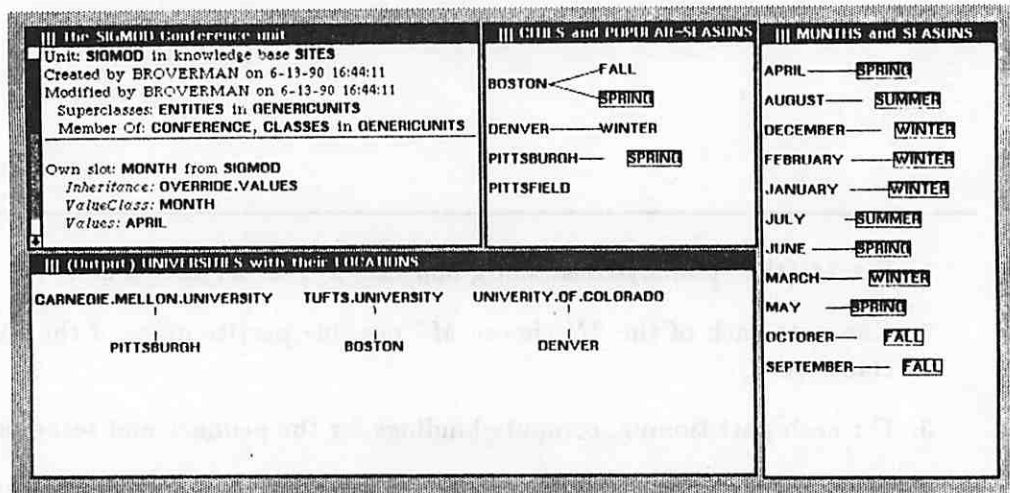 The SIGMOD Conference unit
Unit: SIGMOD in knowledge base SITES
Created by BROVERMAN on 6-13-90 16:44:11
Modified by BROVERMAN on 6-13-90 16:44:11
Superclasses: ENTITIES in GENERICUNITS
Member Of: CONFERENCE, CLASSES in GENERICUNITS
Own slot: MONTH from SIGMOD
Inheritance: OVERRIDE.VALUES
ValueClass: MONTH
Values: APRIL
CITIES and POPULAR-SEASONS
BOSTON
FALL
SPRING
DENVER WINTER
PITTSBURGH SPRING
PITTSFIELD
MONTHS and SEASONS
APRIL SPRING
AUGUST SUMMER
DECEMBER WINTER
FEBRUARY WINTER
JANUARY WINTER
JULY SUMMER
JUNE SPRING
MARCH WINTER
MAY SPRING
OCTOBER FALL
SEPTEMBER FALL
(Output) UNIVERSITIES with their LOCATIONS
CARNEGIE.MELLON.UNIVERSITY TUFTS.UNIVERSITY UNIVERITY.OF.COLORADO
PITTSBURGH BOSTON DENVER